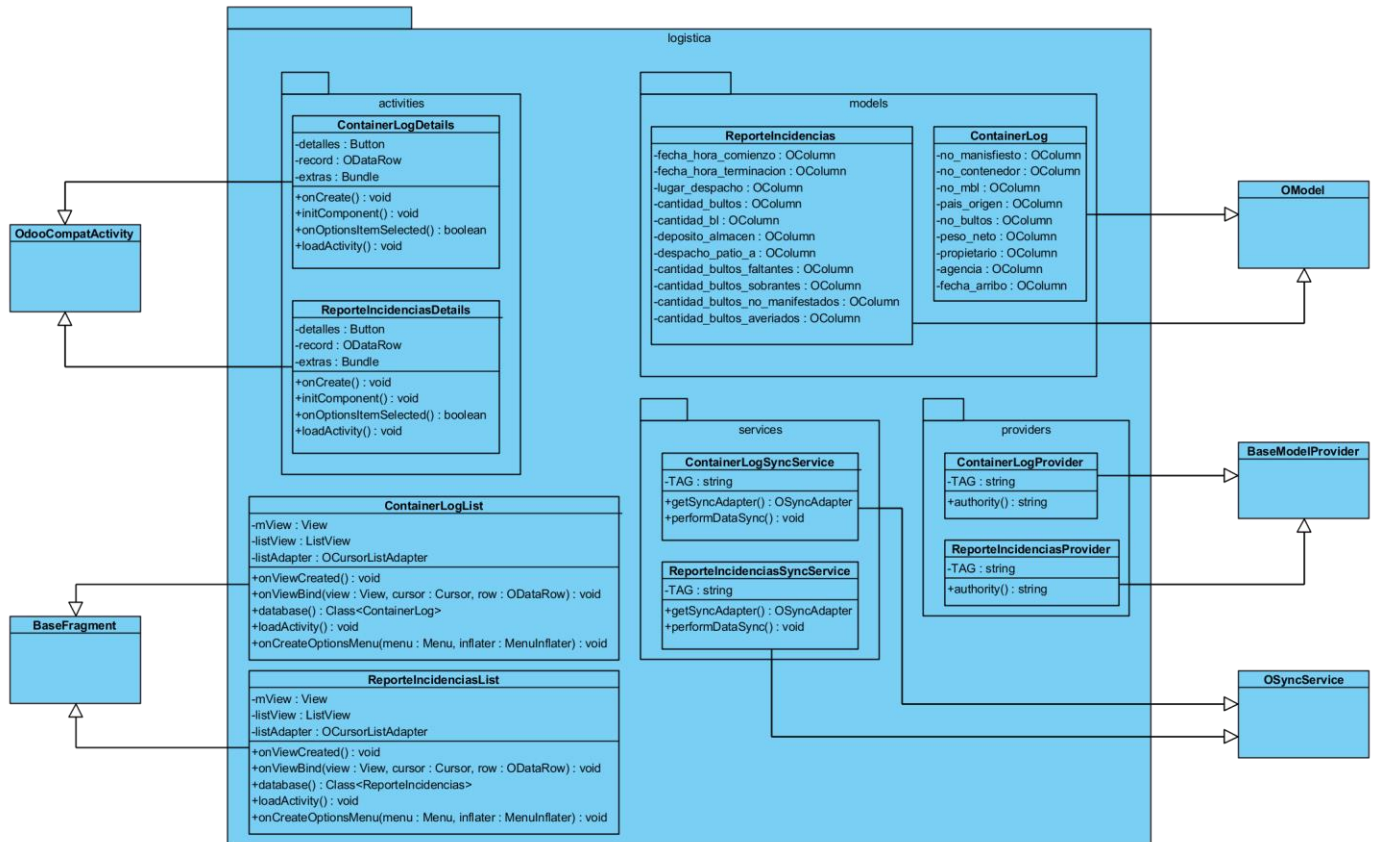 logistica
activities
ContainerLogDetails
-detalles : Button
-record : ODataRow
-extras : Bundle
+onCreate() : void
+initComponent() : void
+onOptionsItemSelected() : boolean
+loadActivity() : void
ReporteIncidenciasDetails
-detalles : Button
-record : ODataRow
-extras : Bundle
+onCreate() : void
+initComponent() : void
+onOptionsItemSelected() : boolean
+loadActivity() : void
OdooCompatActivity
models
ReporteIncidencias
-fecha_hora_comienzo : OColumn
-fecha_hora_terminacion : OColumn
-lugar_despacho : OColumn
-cantidad_bultos : OColumn
-cantidad_bl : OColumn
-deposito_almacen : OColumn
-despacho_patio_a : OColumn
-cantidad_bultos_faltantes : OColumn
-cantidad_bultos_sobrantes : OColumn
-cantidad_bultos_no_manifestados : OColumn
-cantidad_bultos_averiados : OColumn
ContainerLog
-no_manisfiesto : OColumn
-no_contenedor : OColumn
-no_mbl : OColumn
-pais_origen : OColumn
-no_bultos : OColumn
-peso_neto : OColumn
-propietario : OColumn
-agencia : OColumn
-fecha_arribo : OColumn
OModel
services
ContainerLogSyncService
-TAG : string
+getSyncAdapter() : OSyncAdapter
+performDataSync() : void
ReporteIncidenciasSyncService
-TAG : string
+getSyncAdapter() : OSyncAdapter
+performDataSync() : void
providers
ContainerLogProvider
-TAG : string
+authority() : string
ReporteIncidenciasProvider
-TAG : string
+authority() : string
BaseModelProvider
ContainerLogList
-mView : View
-listView : ListView
-listAdapter : OCursorListAdapter
+onViewCreated() : void
+onViewBind(view : View, cursor : Cursor, row : ODataRow) : void
+database() : Class<ContainerLog>
+loadActivity() : void
+onCreateOptionsMenu(menu : Menu, inflater : MenuInflater) : void
BaseFragment
ReporteIncidenciasList
-mView : View
-listView : ListView
-listAdapter : OCursorListAdapter
+onViewCreated() : void
+onViewBind(view : View, cursor : Cursor, row : ODataRow) : void
+database() : Class<ReporteIncidencias>
+loadActivity() : void
+onCreateOptionsMenu(menu : Menu, inflater : MenuInflater) : void
OSyncService